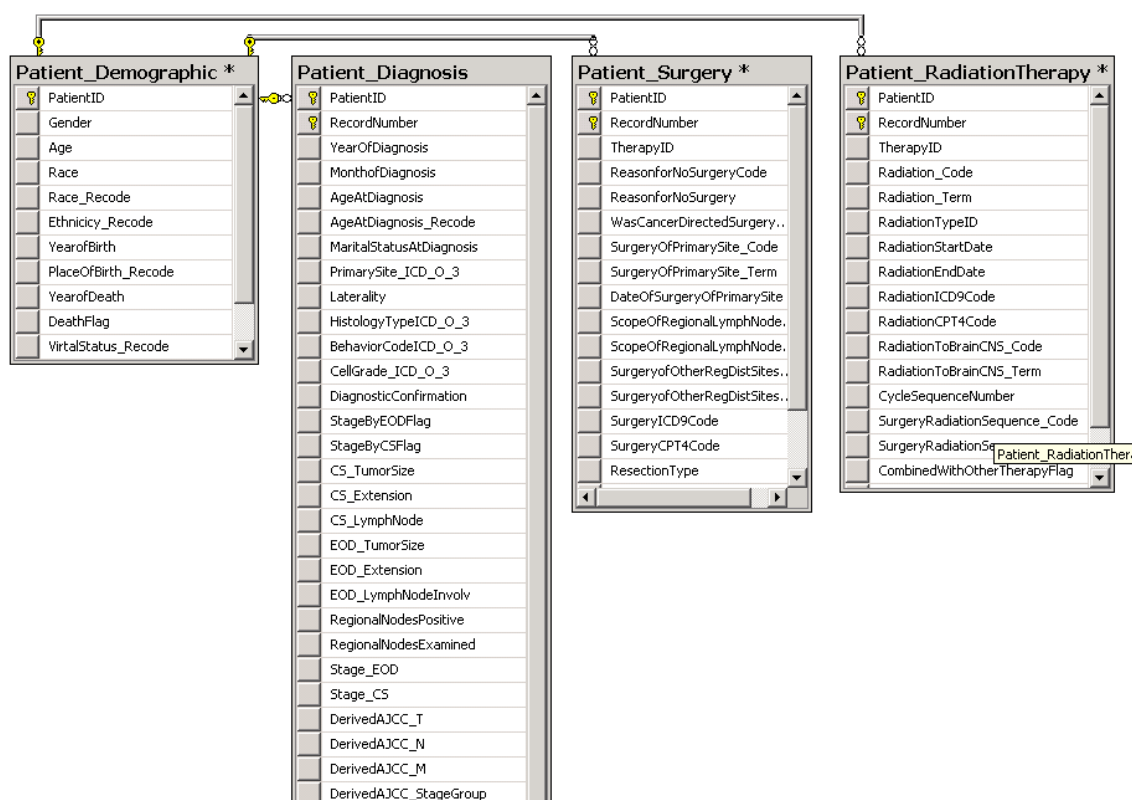 Patient_Demographic *
PatientID
Gender
Age
Race
Race_Recode
Ethnicicy_Recode
YearofBirth
PlaceOfBirth_Recode
YearofDeath
DeathFlag
VirtalStatus_Recode
Patient_Diagnosis
PatientID
RecordNumber
YearOfDiagnosis
MonthofDiagnosis
AgeAtDiagnosis
AgeAtDiagnosis_Recode
MaritalStatusAtDiagnosis
PrimarySite_ICD_O_3
Laterality
HistologyTypeICD_O_3
BehaviorCodeICD_O_3
CellGrade_ICD_O_3
DiagnosticConfirmation
StageByEODFlag
StageByCSFlag
CS_TumorSize
CS_Extension
CS_LymphNode
EOD_TumorSize
EOD_Extension
EOD_LymphNodeInvolv
RegionalNodesPositive
RegionalNodesExamined
Stage_EOD
Stage_CS
DerivedAJCC_T
DerivedAJCC_N
DerivedAJCC_M
DerivedAJCC_StageGroup
Patient_Surgery *
PatientID
RecordNumber
TherapyID
ReasonforNoSurgeryCode
ReasonforNoSurgery
WasCancerDirectedSurgery..
SurgeryOfPrimarySite_Code
SurgeryOfPrimarySite_Term
DateOfSurgeryOfPrimarySite
ScopeOfRegionalLymphNode.
ScopeOfRegionalLymphNode.
SurgeryofOtherRegDistSites..
SurgeryofOtherRegDistSites..
SurgeryICD9Code
SurgeryCPT4Code
ResectionType
Patient_RadiationTherapy *
PatientID
RecordNumber
TherapyID
Radiation_Code
Radiation_Term
RadiationTypeID
RadiationStartDate
RadiationEndDate
RadiationICD9Code
RadiationCPT4Code
RadiationToBrainCNS_Code
RadiationToBrainCNS_Term
CycleSequenceNumber
SurgeryRadiationSequence_Code
SurgeryRadiationSe
Patient_RadiationThera
CombinedWithOtherTherapyFlag